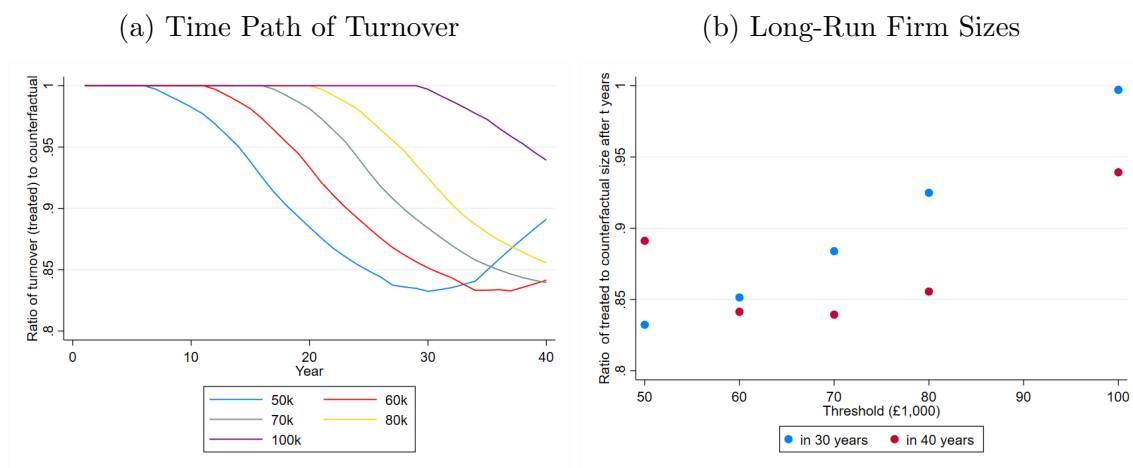 (a) Time Path of Turnover
Ratio of turnover (treated) to counterfactual
1
.95
.9
.85
.8
0 10 20 30 40
Year
50k 60k
70k 80k
100k
(b) Long-Run Firm Sizes
Ratio of treated to counterfactual size after t years
1
.95
.9
.85
.8
50 60 70 80 90 100
Threshold (£1,000)
in 30 years in 40 years